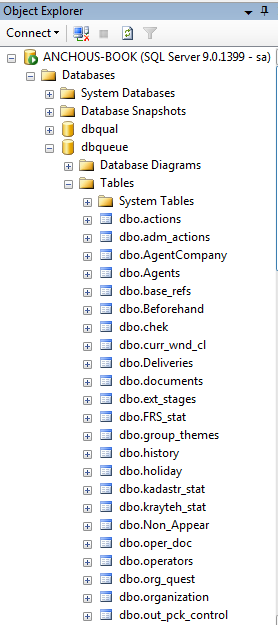 Object Explorer
Connect
ANCHOUS-BOOK (SQL Server 9.0.1399 - sa)
Databases
System Databases
Database Snapshots
dbqual
dbqueue
Database Diagrams
Tables
System Tables
dbo.actions
dbo.adm_actions
dbo.AgentCompany
dbo.Agents
dbo.base_refs
dbo.Beforehand
dbo.chek
dbo.curr_wnd_cl
dbo.Deliveries
dbo.documents
dbo.ext_stages
dbo.FRS_stat
dbo.group_themes
dbo.history
dbo.holiday
dbo.kadastr_stat
dbo.krayteh_stat
dbo.Non_Appear
dbo.oper_doc
dbo.operators
dbo.org_quest
dbo.organization
dbo.out_pck_control